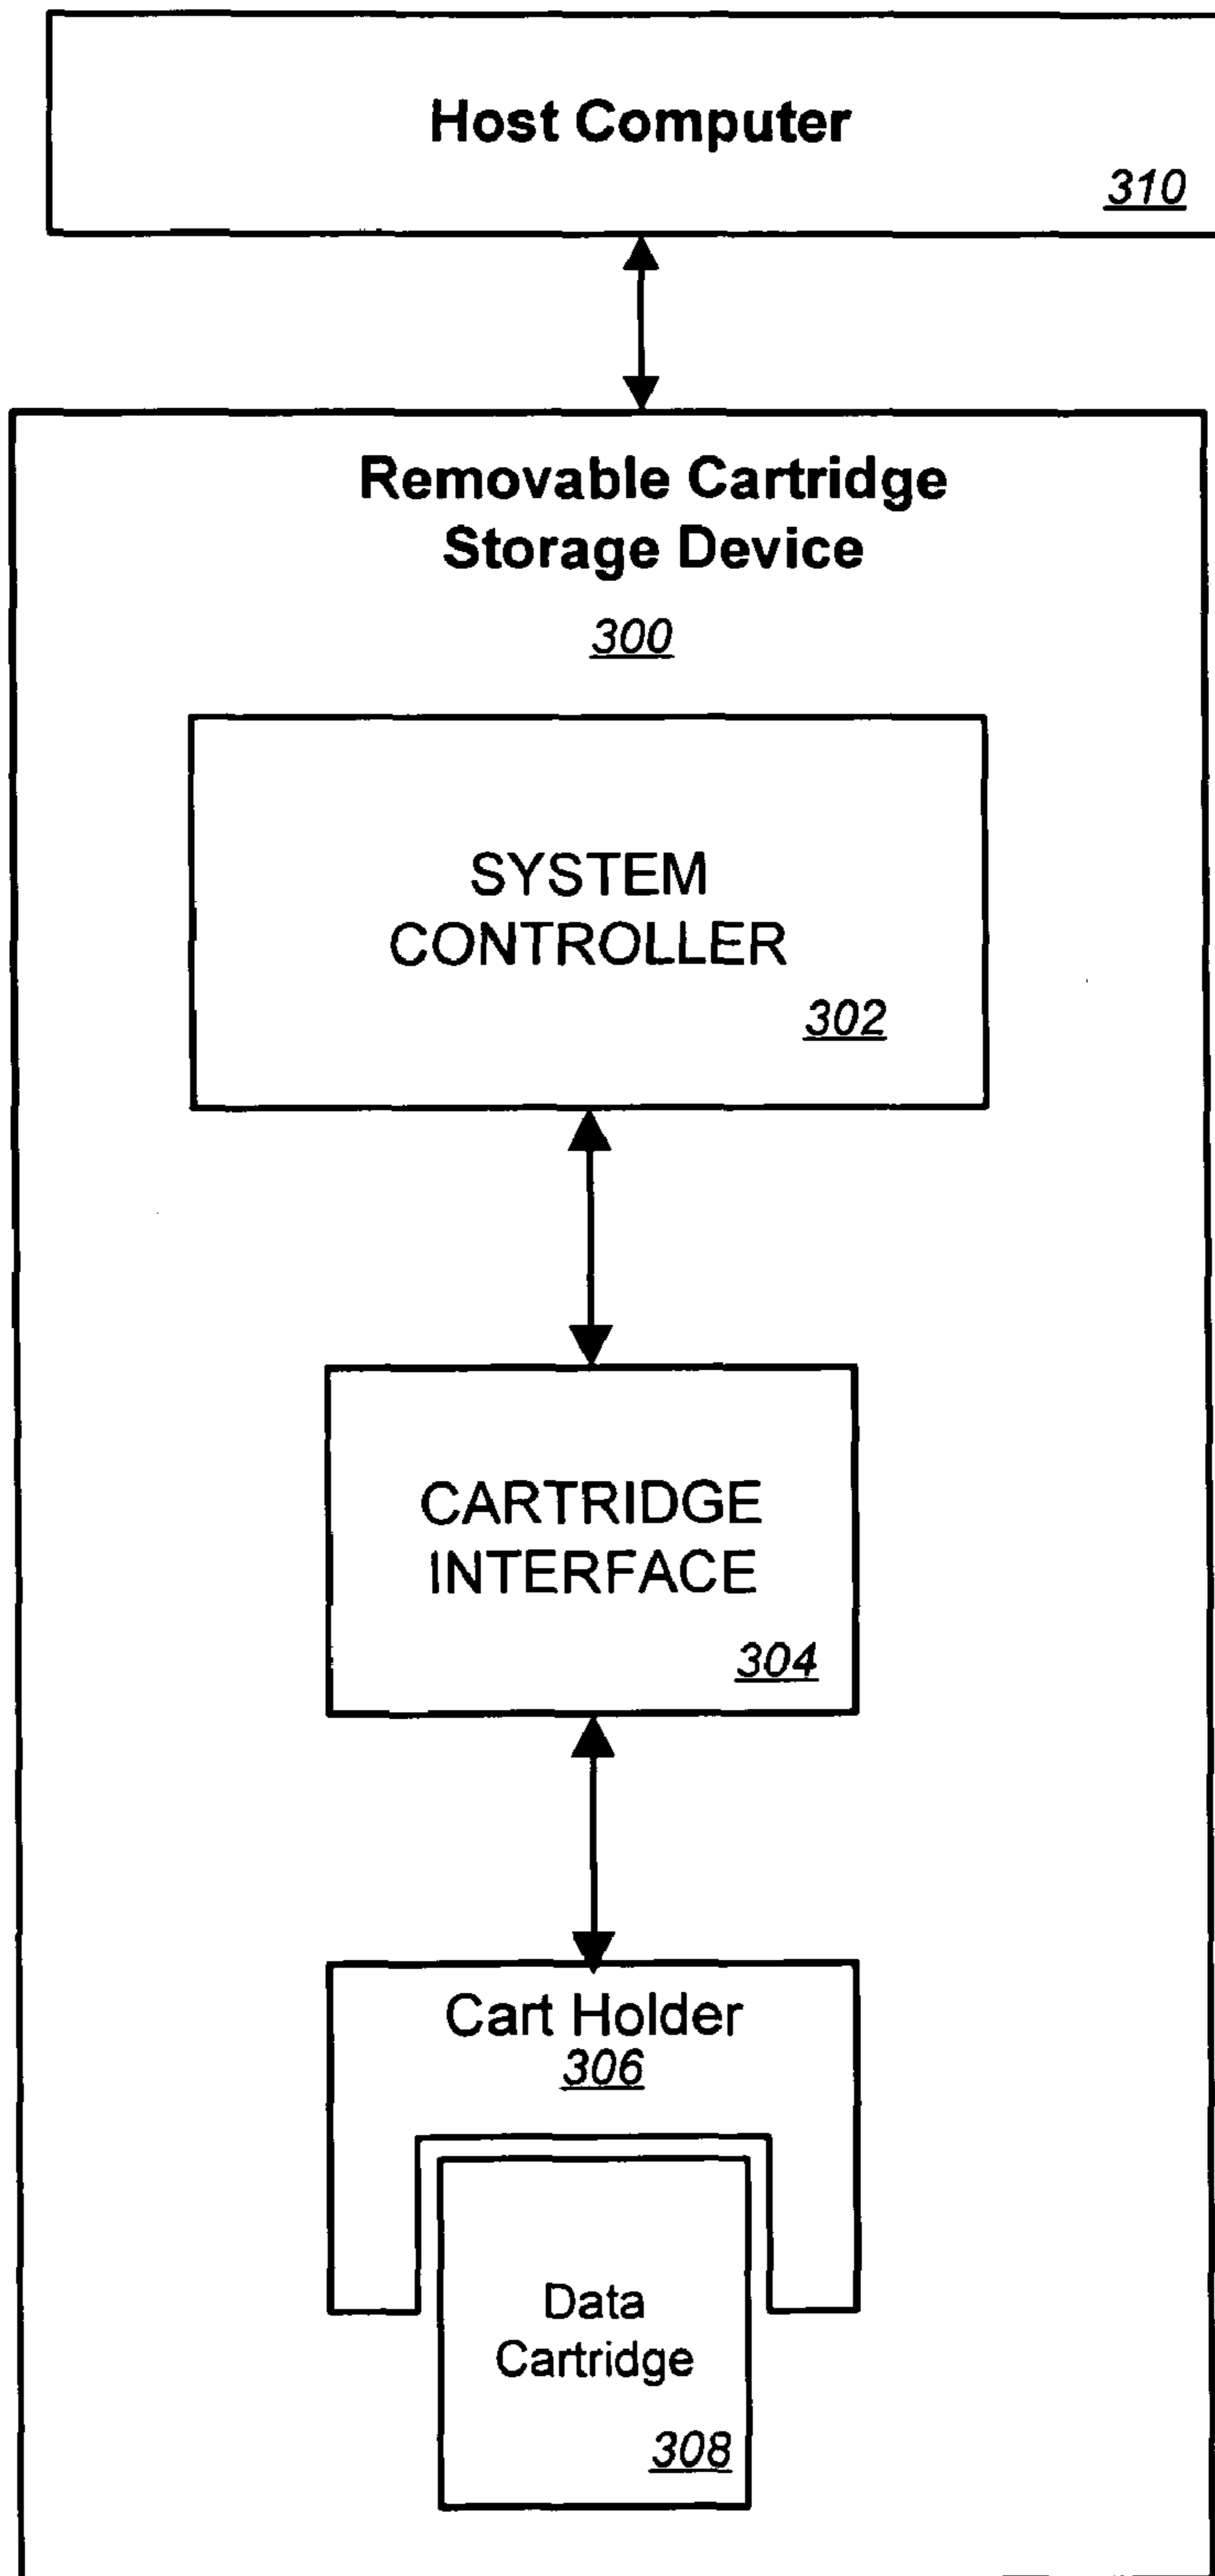 Host Computer
310
Removable Cartridge
Storage Device
300
SYSTEM
CONTROLLER
302
CARTRIDGE
INTERFACE
304
Cart Holder
306
Data
Cartridge
308